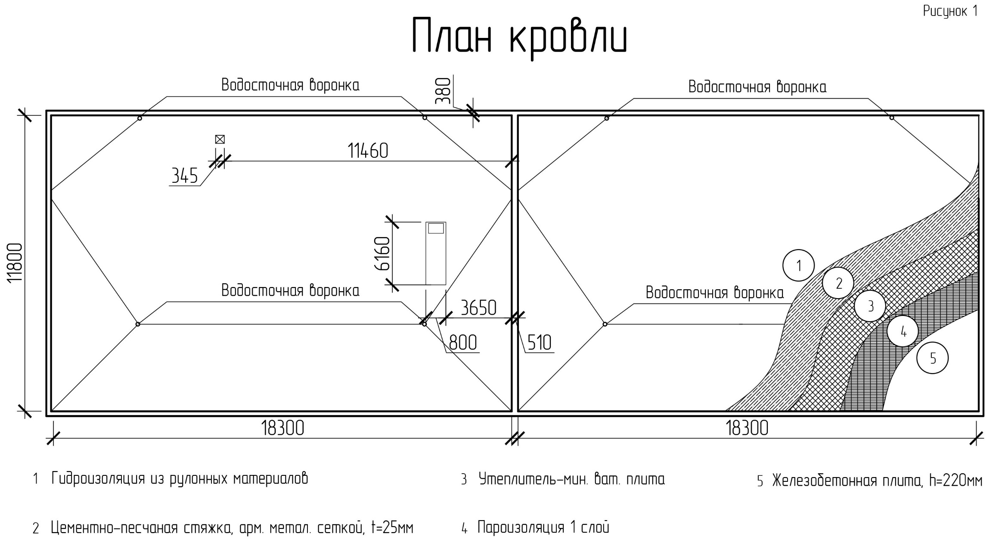 Рисунок 1
План кровли
Водосточная воронка
380
Водосточная воронка
11460
345
6160
11800
1
2
Водосточная воронка
3650
Водосточная воронка
3
4
800
510
5
18300
18300
1 Гидроизоляция из рулонных материалов
3 Утеплитель-мин. ват. плита
5 Железобетонная плита, h=220мм
2 Цементно-песчаная стяжка, арм. метал. сеткой, t=25мм
4 Пароизоляция 1 слой